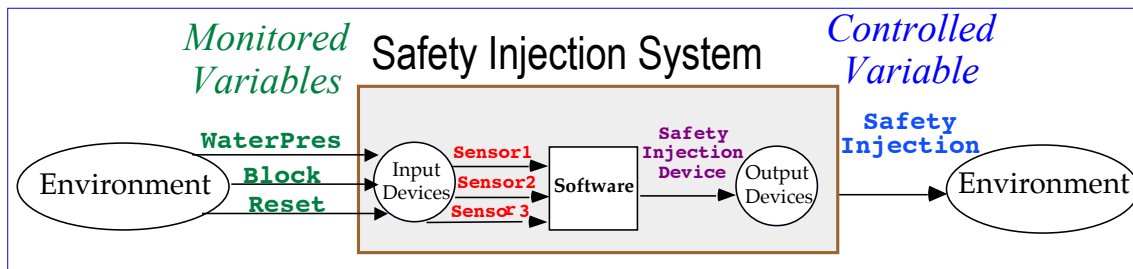 Monitored
Variables
Safety Injection System
Controlled
Variable
WaterPres
Block
Reset
Environment
Input
Devices
Sensor1
Sensor2
Sensor3
Software
Safety
Injection
Device
Output
Devices
Safety
Injection
Environment